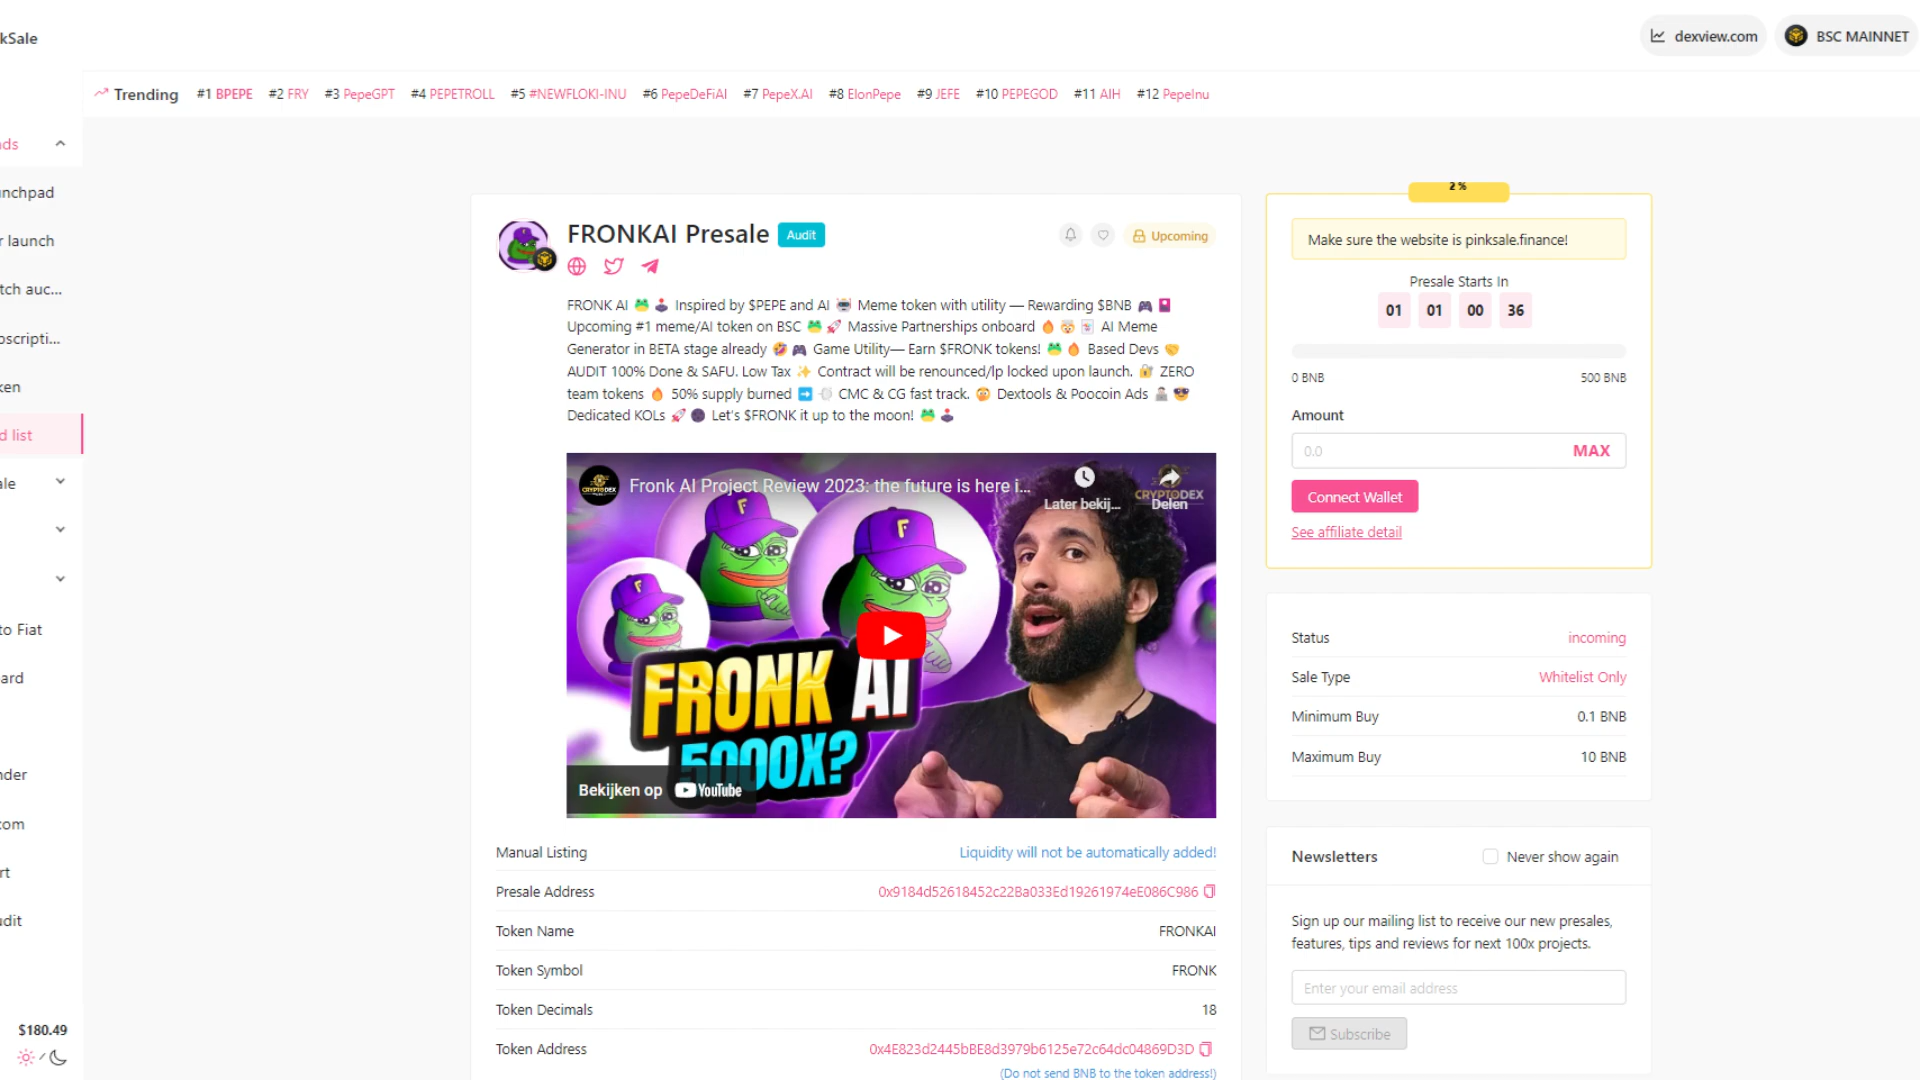 kSale
dexview.com
BSC MAINNET
Trending #1 BPEPE #2 FRY #3 PepeGPT #4 PEPETROLL #5 #NEWFLOKI-INU #6 PepeDeFiAI #7 PepeX.AI #8 ElonPepe #9 JEFE #10 PEPEGOD #11 AIH #12 PepeInu
ds
unchpad
r launch
tch auc...
bscripti...
ken
d list
ale
to Fiat
ard
nder
com
rt
udit
$180.49
FRONKAI Presale Audit
Upcoming
FRONK AI 🐸 🕹️ Inspired by $PEPE and AI 🤖 Meme token with utility — Rewarding $BNB 🎮 🎴
Upcoming #1 meme/AI token on BSC 🐸 🚀 Massive Partnerships onboard 🔥 🤯 🃏 AI Meme
Generator in BETA stage already 🤣 🎮 Game Utility— Earn $FRONK tokens! 🐸 🔥 Based Devs 🤝
AUDIT 100% Done & SAFU. Low Tax ✨ Contract will be renounced/lp locked upon launch. 🔐 ZERO
team tokens 🔥 50% supply burned ➡️ 💨 CMC & CG fast track. 🫣 Dextools & Poocoin Ads 🕵️ 😎
Dedicated KOLs 🚀 🌑 Let's $FRONK it up to the moon! 🐸 🕹️
CRYPTODEX
Fronk AI Project Review 2023: the future is here i...
Later bekij...
CRYPTODEX
Delen
F
F
F
FRONK AI
5000X?
Bekijken op YouTube
Manual Listing Liquidity will not be automatically added!
Presale Address 0x9184d52618452c22Ba033Ed19261974eE086C986
Token Name FRONKAI
Token Symbol FRONK
Token Decimals 18
Token Address 0x4E823d2445bBE8d3979b6125e72c64dc04869D3D
(Do not send BNB to the token address!)
2 %
Make sure the website is pinksale.finance!
Presale Starts In
01 01 00 36
0 BNB 500 BNB
Amount
0.0 MAX
Connect Wallet
See affiliate detail
Status incoming
Sale Type Whitelist Only
Minimum Buy 0.1 BNB
Maximum Buy 10 BNB
Newsletters Never show again
Sign up our mailing list to receive our new presales,
features, tips and reviews for next 100x projects.
Enter your email address
Subscribe